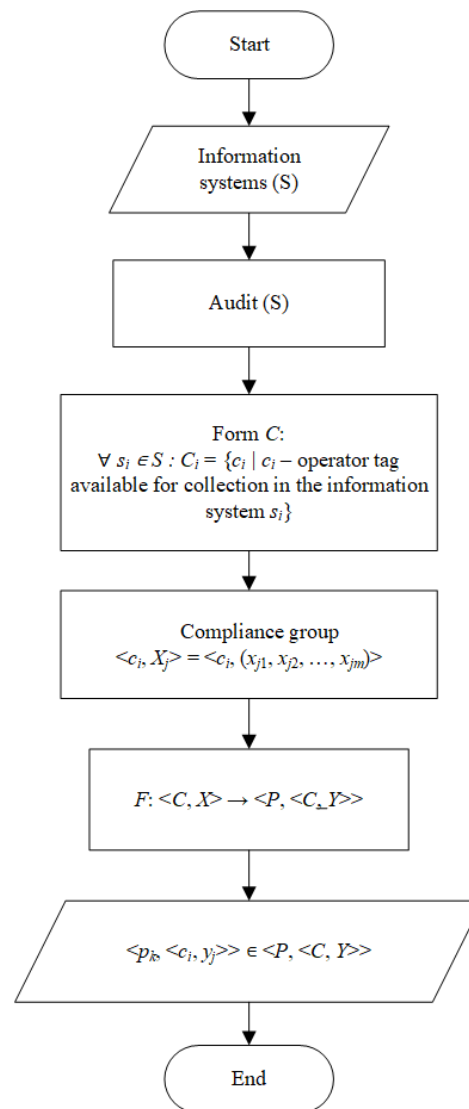 Start
Information
systems (S)
Audit (S)
Form C:
∀ sᵢ ∈ S : Cᵢ = {cᵢ | cᵢ – operator tag
available for collection in the information
system sᵢ}
Compliance group
<cᵢ, Xⱼ> = <cᵢ, (xⱼ₁, xⱼ₂, …, xⱼₘ)>
F: <C, X> → <P, <C, Y>>
<pₖ, <cᵢ, yⱼ>> ∈ <P, <C, Y>>
End